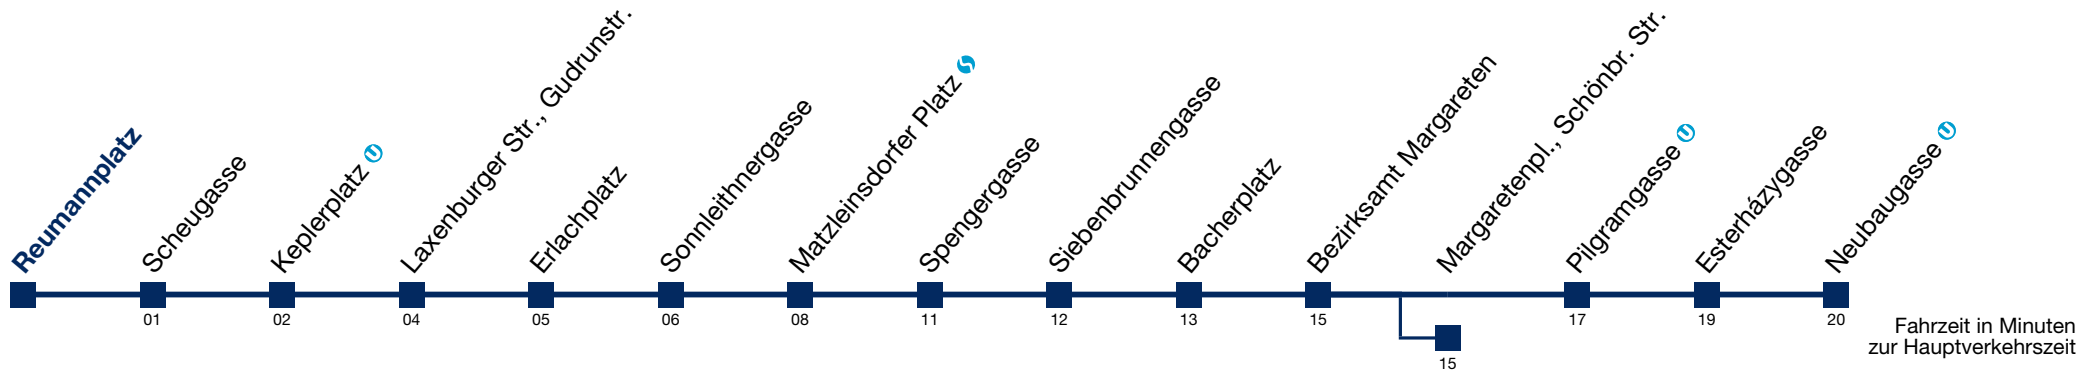 Reumannplatz
Scheugasse
Keplerplatz
Laxenburger Str., Gudrunstr.
Erlachplatz
Sonnleithnergasse
Matzleinsdorfer Platz
Spengergasse
Siebenbrunnengasse
Bacherplatz
Bezirksamt Margareten
Margaretenpl., Schönbr. Str.
Pilgramgasse
Esterházygasse
Neubaugasse
01
02
04
05
06
08
11
12
13
15
15
17
19
20
Fahrzeit in Minuten
zur Hauptverkehrszeit